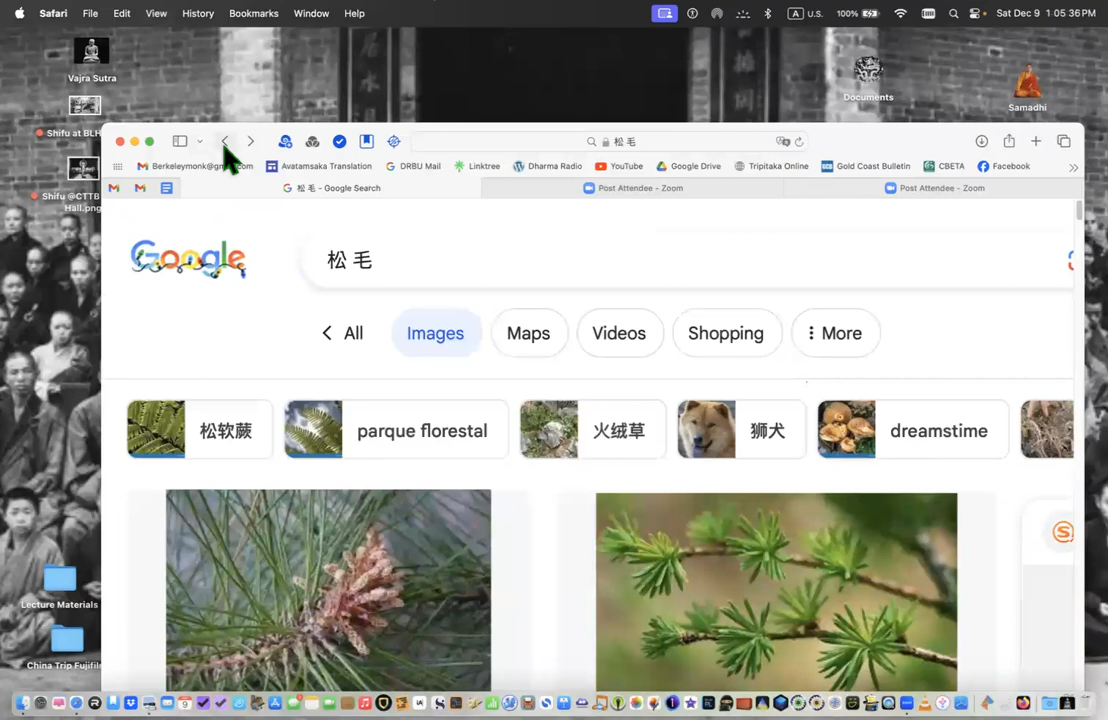 Safari File Edit View History Bookmarks Window Help A U.S. 100% Sat Dec 9 1:05:36 PM
Vajra Sutra
Documents
Samadhi
Shifu at BLH
松 毛
Berkeleymonk@g Avatamsaka Translation DRBU Mail Linktree Dharma Radio YouTube Google Drive Tripitaka Online Gold Coast Bulletin CBETA Facebook
松 毛 - Google Search Post Attendee - Zoom Post Attendee - Zoom
Shifu @CTTB
Hall.png
Google 松 毛
All Images Maps Videos Shopping More
松软蕨 parque florestal 火绒草 狮犬 dreamstime
Lecture Materials
China Trip Fujifil